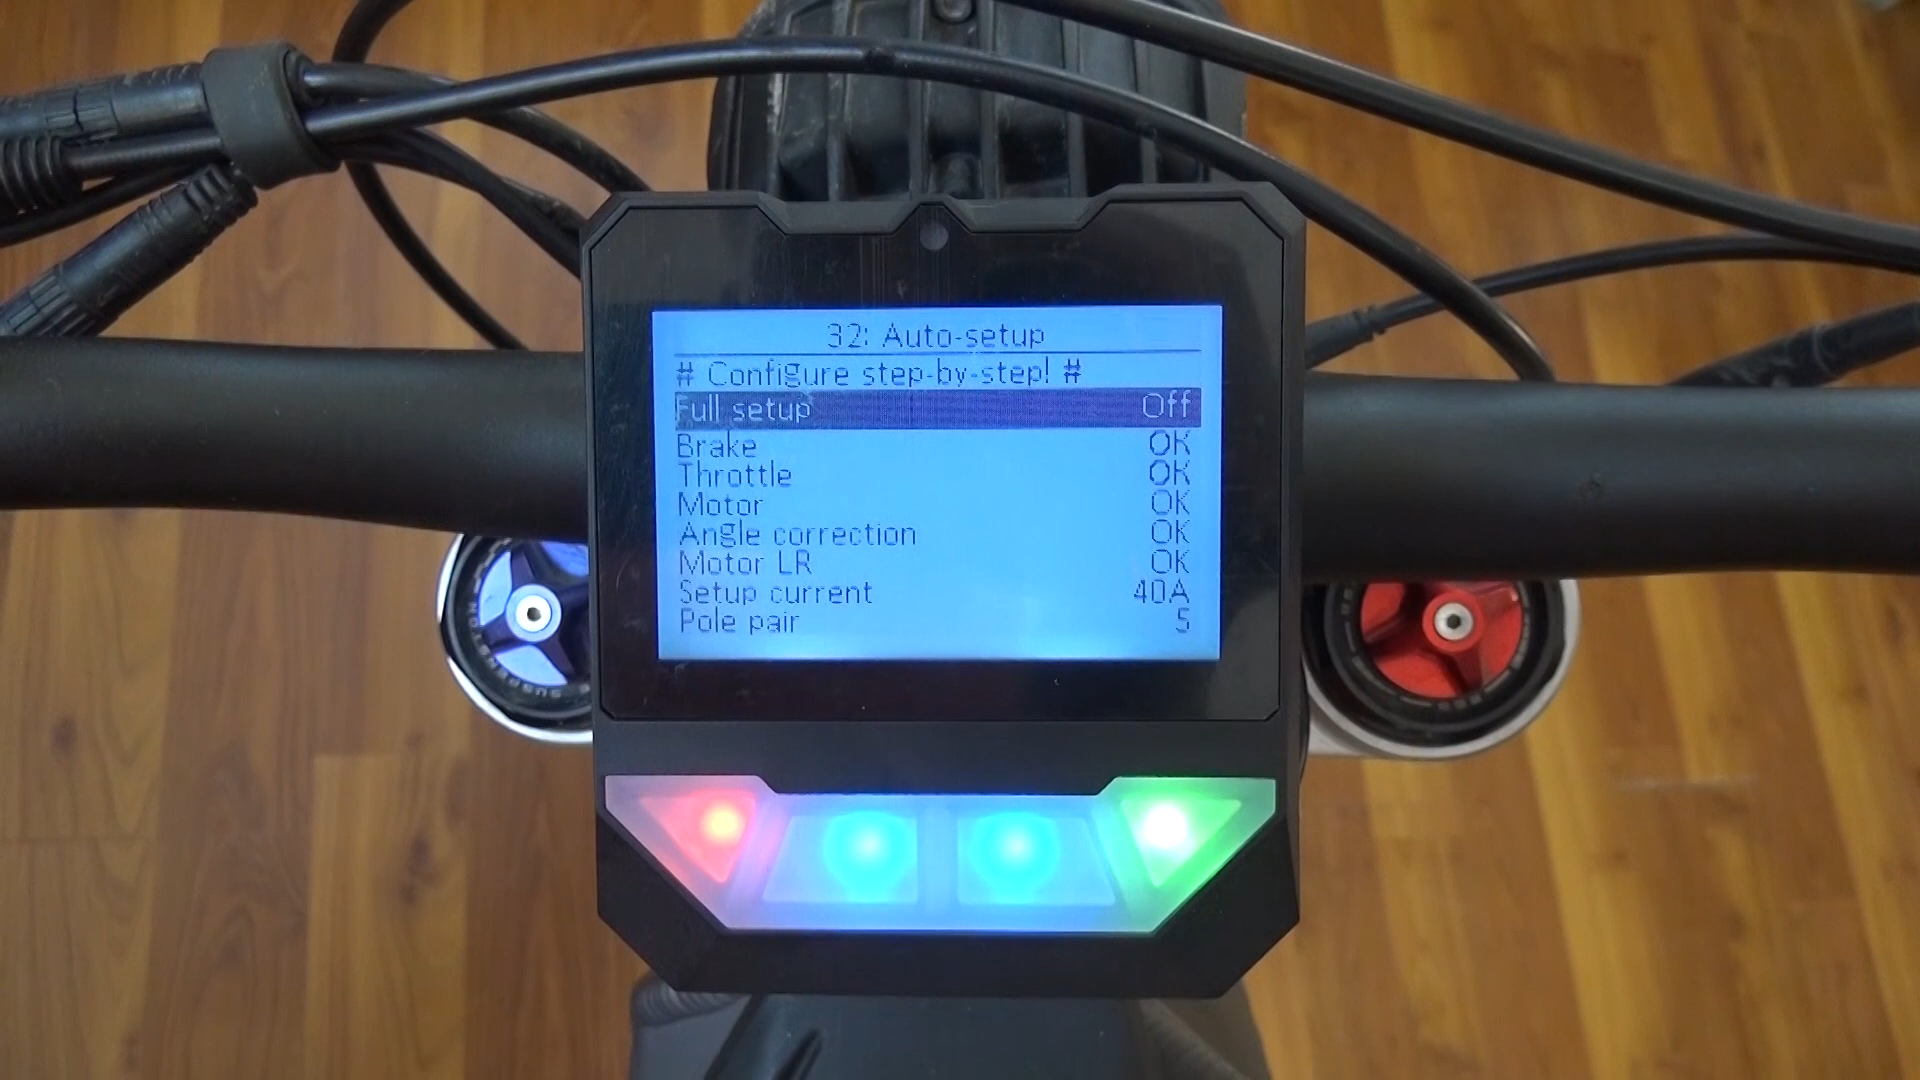 32: Auto-setup
# Configure step-by-step! #
Full setup Off
Brake OK
Throttle OK
Motor OK
Angle correction OK
Motor LR OK
Setup current 40A
Pole pair 5